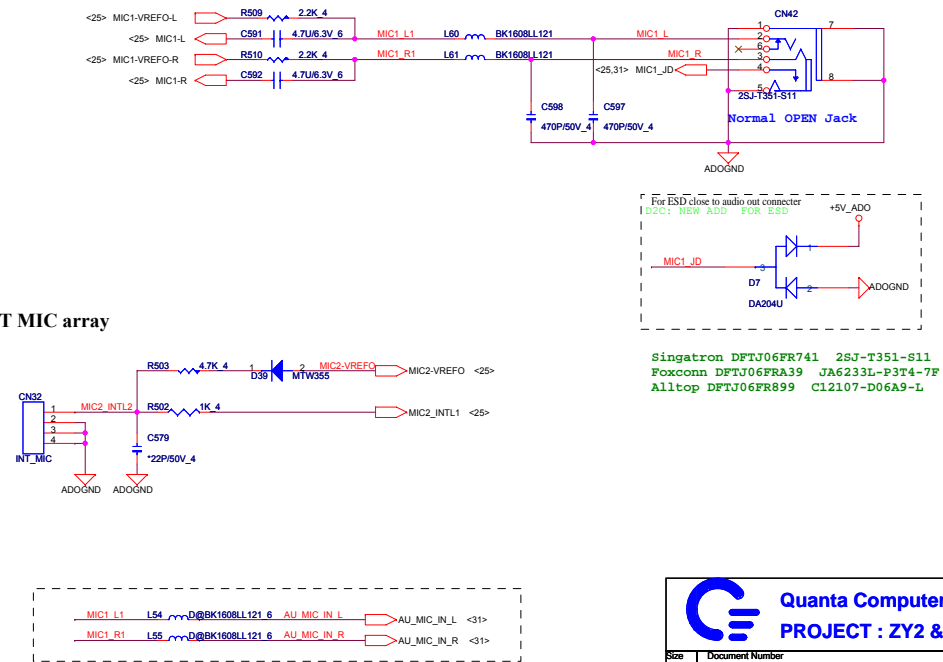 <25> MIC1-VREFO-L R509 2.2K_4
<25> MIC1-L C591 4.7U/6.3V_6 MIC1_L1 L60 BK1608LL121 MIC1_L
<25> MIC1-VREFO-R R510 2.2K_4
<25> MIC1-R C592 4.7U/6.3V_6 MIC1_R1 L61 BK1608LL121 MIC1_R
<25,31> MIC1_JD
CN42
1
2
6
3
4
5
7
8
2SJ-T351-S11
Normal OPEN Jack
C598
470P/50V_4
C597
470P/50V_4
ADOGND
For ESD close to audio out connecter
D2C: NEW ADD FOR ESD
+5V_ADO
MIC1_JD
3
1
2
D7
DA204U
ADOGND
T MIC array
Singatron DFTJ06FR741 2SJ-T351-S11
Foxconn DFTJ06FRA39 JA6233L-P3T4-7F
Alltop DFTJ06FR899 C12107-D06A9-L
R503 4.7K_4 1 D39 2 MTW355 MIC2-VREFO MIC2-VREFO <25>
CN32
1
2
3
4
INT_MIC
MIC2_INTL2 R502 1K_4 MIC2_INTL1 <25>
C579
*22P/50V_4
ADOGND ADOGND
MIC1_L1 L54 D@BK1608LL121_6 AU_MIC_IN_L AU_MIC_IN_L <31>
MIC1_R1 L55 D@BK1608LL121_6 AU_MIC_IN_R AU_MIC_IN_R <31>
Quanta Computer
PROJECT : ZY2 &
Size Document Number